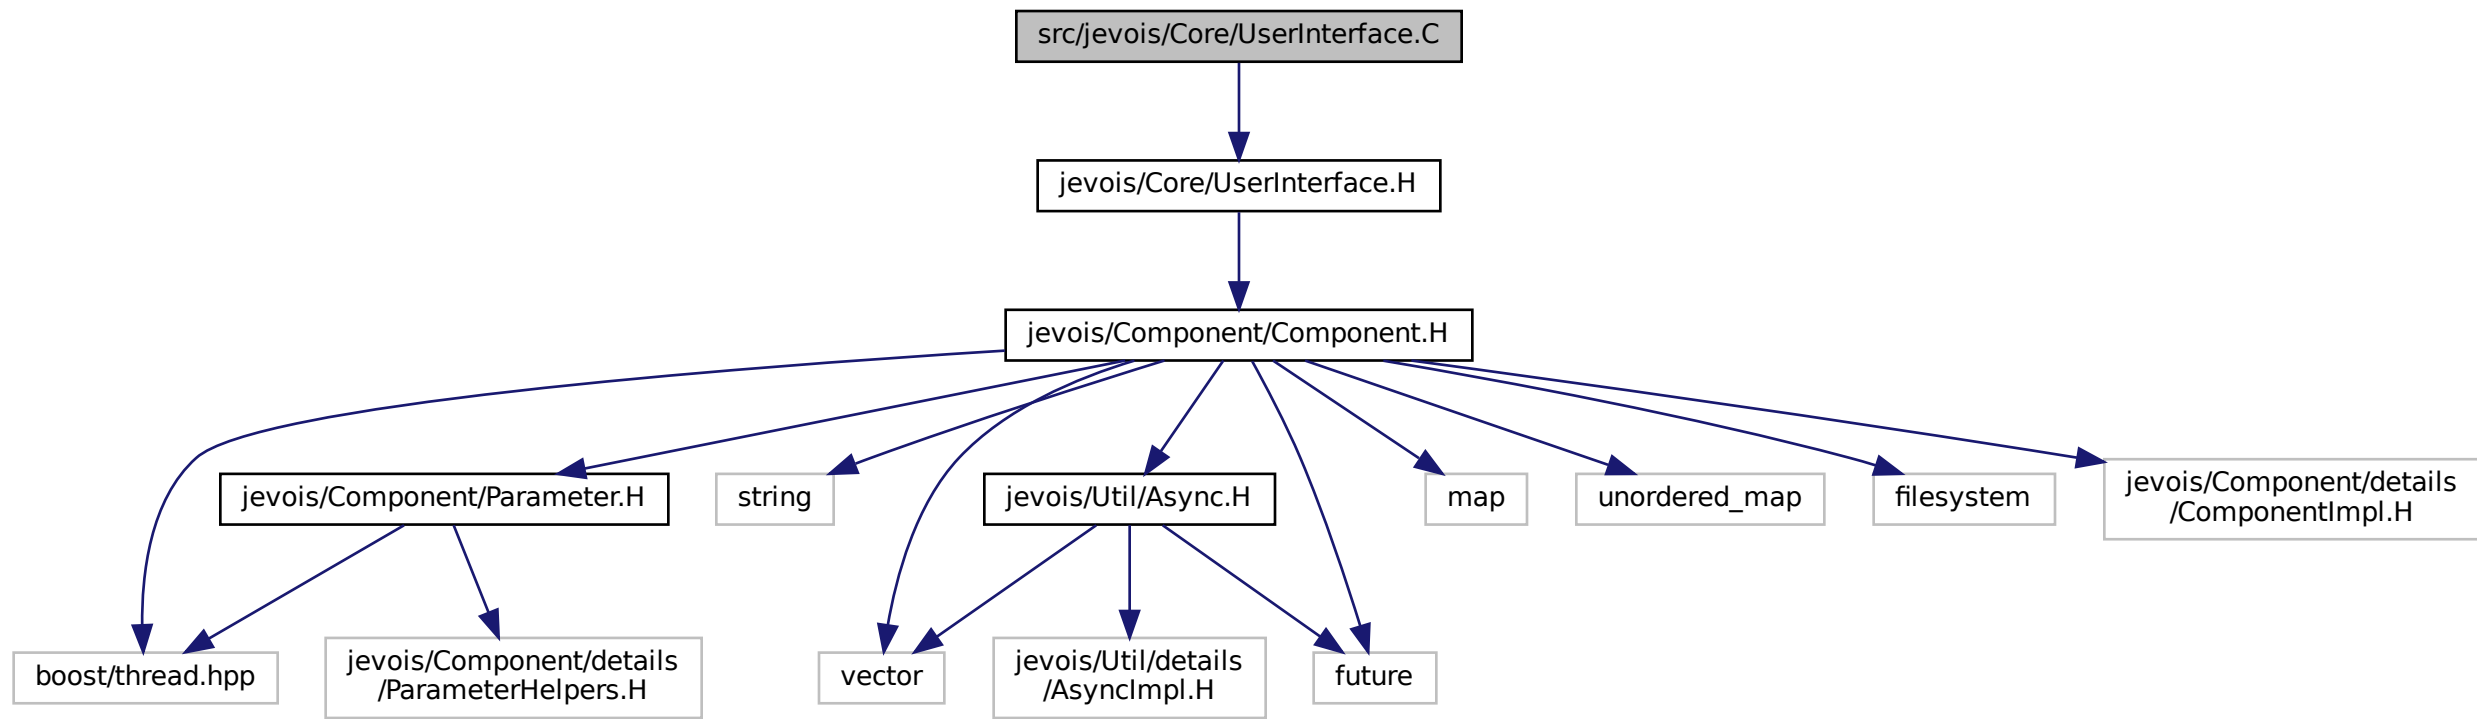 src/jevois/Core/UserInterface.C
jevois/Core/UserInterface.H
jevois/Component/Component.H
jevois/Component/Parameter.H
string
jevois/Util/Async.H
map
unordered_map
filesystem
jevois/Component/details
/ComponentImpl.H
boost/thread.hpp
jevois/Component/details
/ParameterHelpers.H
vector
jevois/Util/details
/AsyncImpl.H
future